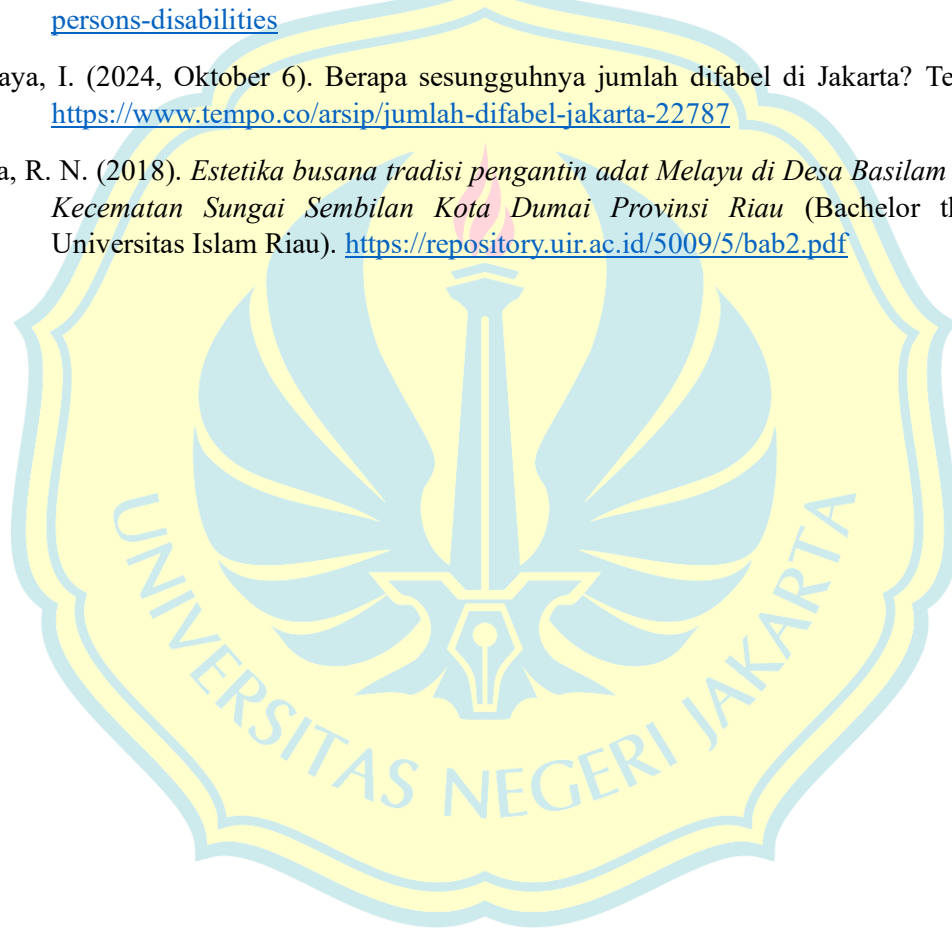 persons-disabilities
aya, I. (2024, Oktober 6). Berapa sesungguhnya jumlah difabel di Jakarta? Te
https://www.tempo.co/arsip/jumlah-difabel-jakarta-22787
a, R. N. (2018). Estetika busana tradisi pengantin adat Melayu di Desa Basilam
Kecematan Sungai Sembilan Kota Dumai Provinsi Riau (Bachelor th
Universitas Islam Riau). https://repository.uir.ac.id/5009/5/bab2.pdf
UNIVERSITAS NEGERI JAKARTA